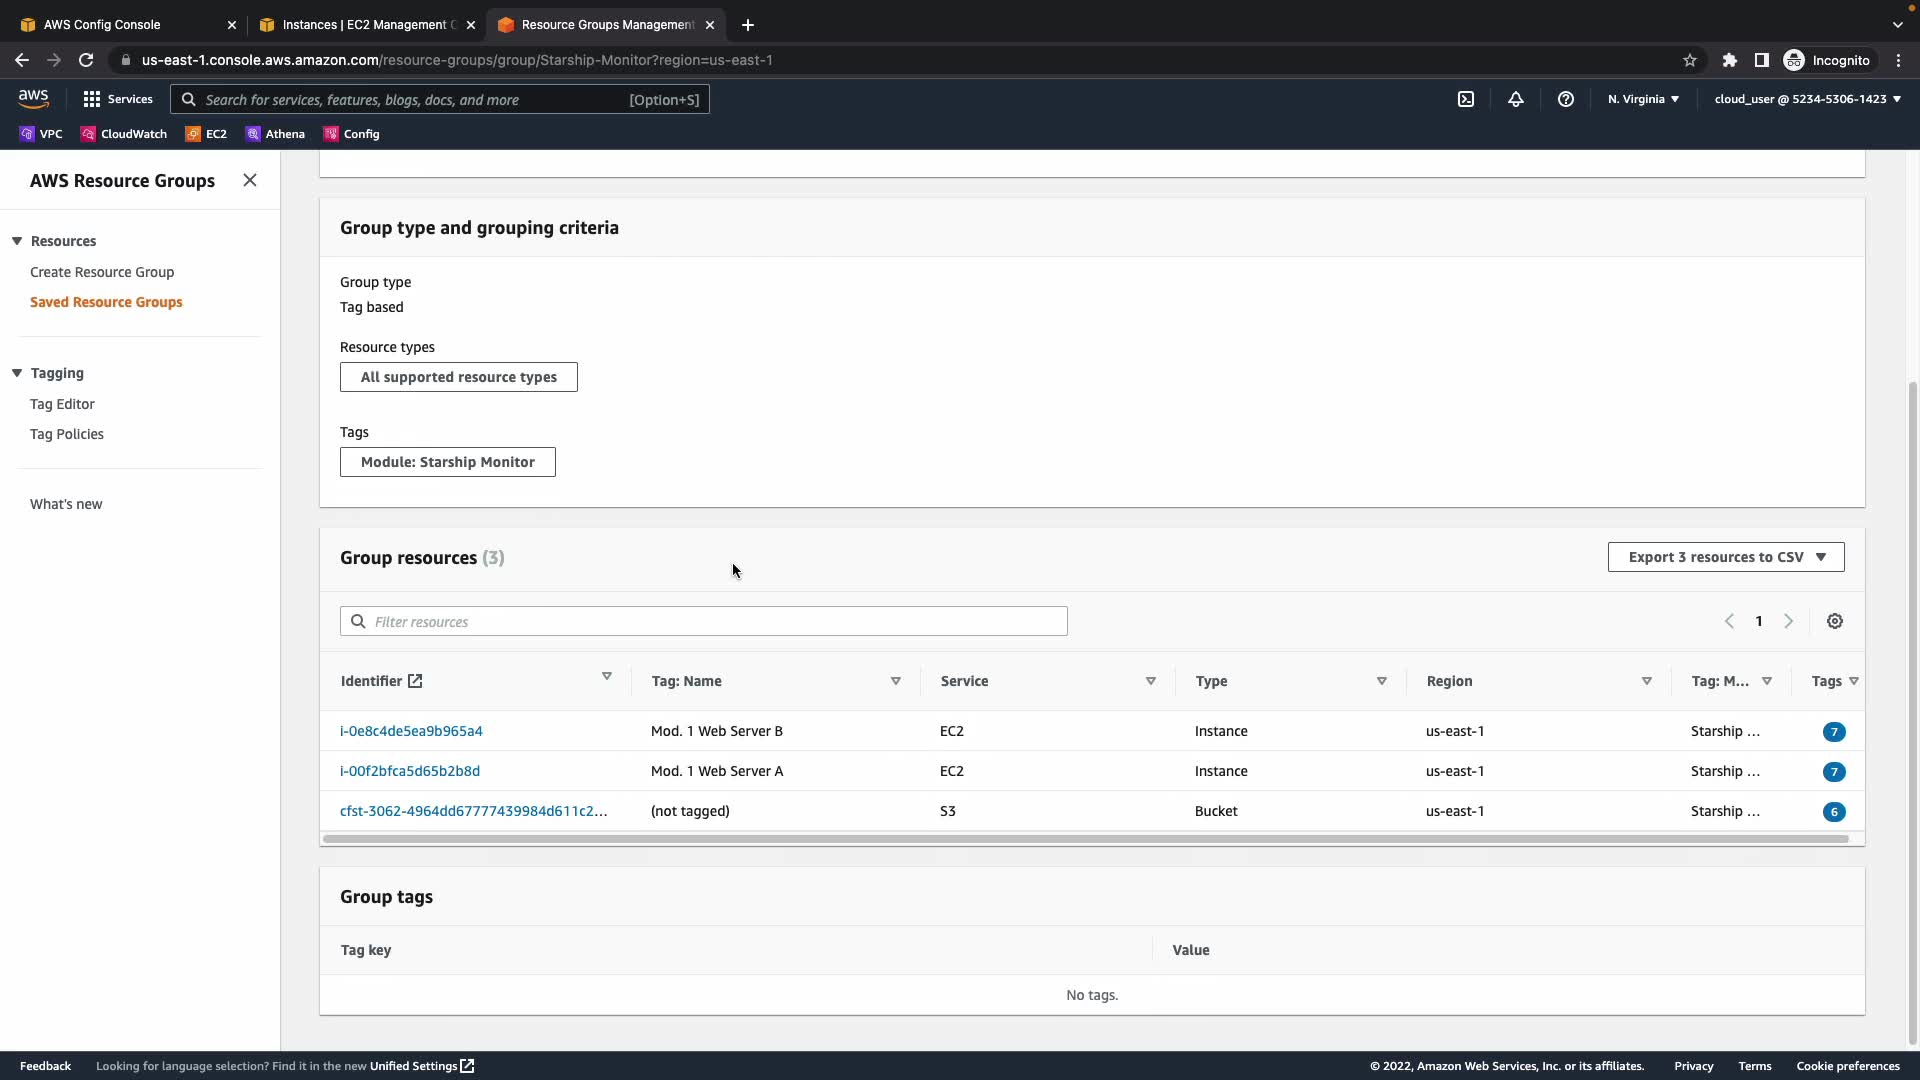 AWS Config Console
Instances | EC2 Management C
Resource Groups Management
us-east-1.console.aws.amazon.com/resource-groups/group/Starship-Monitor?region=us-east-1
Incognito
aws
Services
Search for services, features, blogs, docs, and more
[Option+S]
N. Virginia
cloud_user @ 5234-5306-1423
VPC
CloudWatch
EC2
Athena
Config
AWS Resource Groups
Resources
Create Resource Group
Saved Resource Groups
Tagging
Tag Editor
Tag Policies
What's new
Group type and grouping criteria
Group type
Tag based
Resource types
All supported resource types
Tags
Module: Starship Monitor
Group resources (3)
Export 3 resources to CSV
Filter resources
1
Identifier Tag: Name Service Type Region Tag: M... Tags
i-0e8c4de5ea9b965a4 Mod. 1 Web Server B EC2 Instance us-east-1 Starship ... 7
i-00f2bfca5d65b2b8d Mod. 1 Web Server A EC2 Instance us-east-1 Starship ... 7
cfst-3062-4964dd67777439984d611c2... (not tagged) S3 Bucket us-east-1 Starship ... 6
Group tags
Tag key Value
No tags.
Feedback
Looking for language selection? Find it in the new Unified Settings
© 2022, Amazon Web Services, Inc. or its affiliates.
Privacy
Terms
Cookie preferences